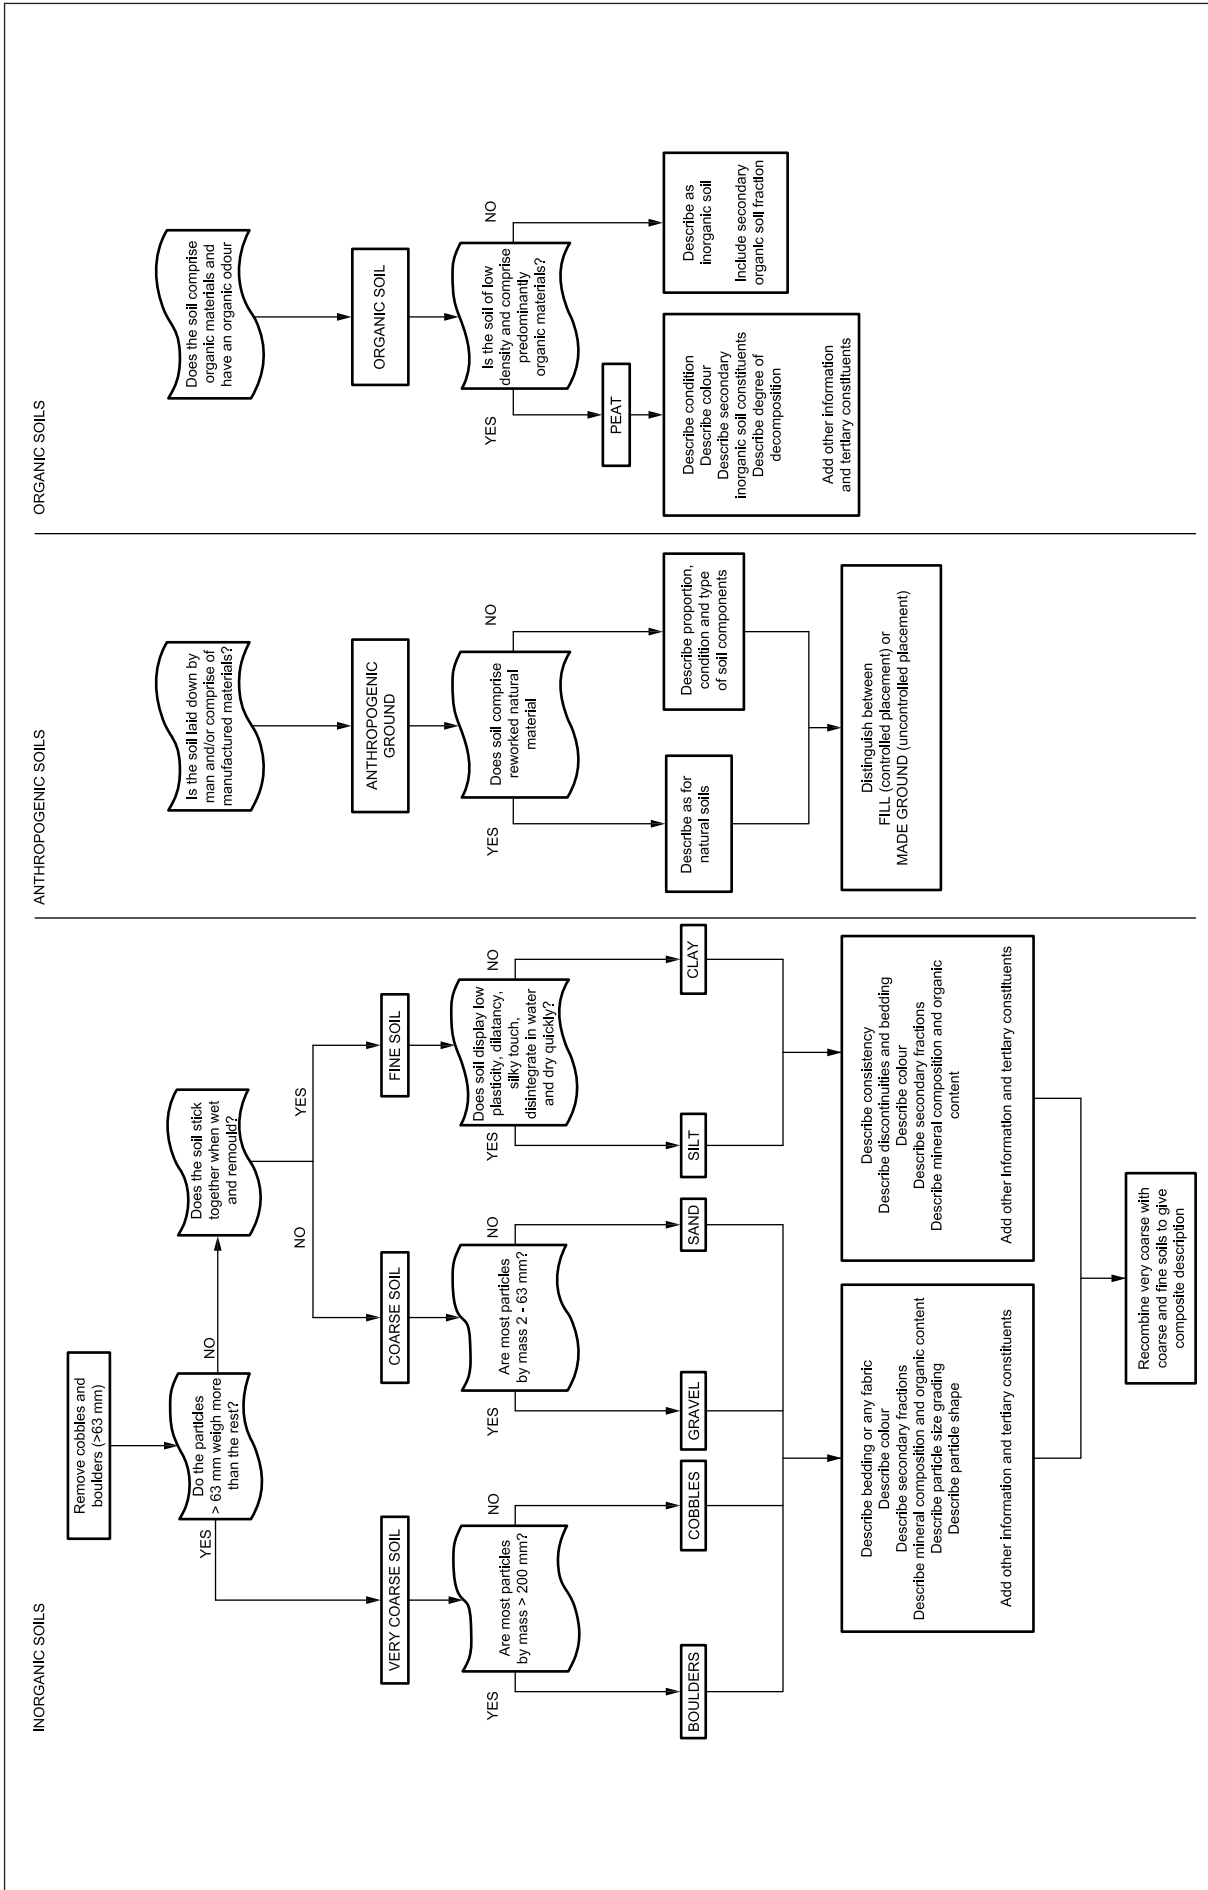 INORGANIC SOILS
Remove cobbles and
boulders (>63 mm)
Do the particles
> 63 mm weigh more
than the rest?
YES
NO
Does the soil stick
together when wet
and remould?
NO
YES
VERY COARSE SOIL
COARSE SOIL
FINE SOIL
Are most particles
by mass > 200 mm?
YES
NO
Are most particles
by mass 2 - 63 mm?
YES
NO
Does soil display low
plasticity, dilatancy,
silky touch,
disintegrate in water
and dry quickly?
YES
NO
BOULDERS
COBBLES
GRAVEL
SAND
SILT
CLAY
Describe bedding or any fabric
Describe colour
Describe secondary fractions
Describe mineral composition and organic content
Describe particle size grading
Describe particle shape
Add other information and tertiary constituents
Describe consistency
Describe discontinuities and bedding
Describe colour
Describe secondary fractions
Describe mineral composition and organic
content
Add other Information and tertiary constituents
Recombine very coarse with
coarse and fine soils to give
composite description
ANTHROPOGENIC SOILS
Is the soil laid down by
man and/or comprise of
manufactured materials?
ANTHROPOGENIC
GROUND
Does soil comprise
reworked natural
material
YES
NO
Describe as for
natural soils
Describe proportion,
condition and type
of soil components
Distinguish between
FILL (controlled placement) or
MADE GROUND (uncontrolled placement)
ORGANIC SOILS
Does the soil comprise
organic materials and
have an organic odour
ORGANIC SOIL
Is the soil of low
density and comprise
predominantly
organic materials?
YES
NO
PEAT
Describe condition
Describe colour
Describe secondary
inorganic soil constituents
Describe degree of
decomposition
Add other information
and tertiary constituents
Describe as
inorganic soil
Include secondary
organic soil fraction